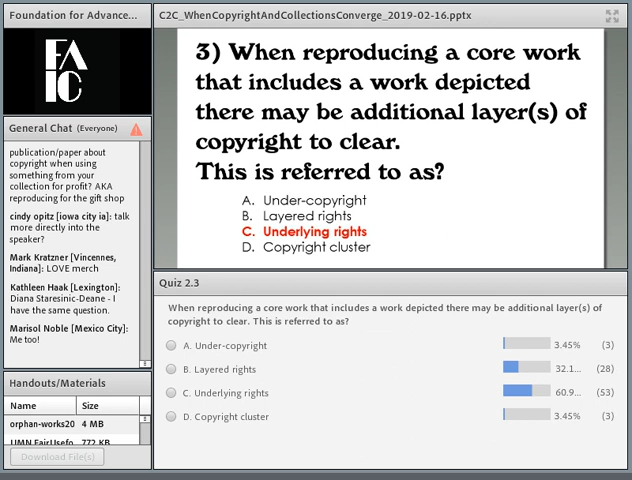 Foundation for Advance...
FA
IC
General Chat (Everyone)
publication/paper about
copyright when using
something from your
collection for profit? AKA
reproducing for the gift shop
cindy opitz [iowa city ia]: talk
more directly into the
speaker?
Mark Kratzner [Vincennes,
Indiana]: LOVE merch
Kathleen Haak [Lexington]:
Diana Staresinic-Deane - I
have the same question.
Marisol Noble [Mexico City]:
Me too!
Handouts/Materials
Name Size
orphan-works20 4 MB
UMN FairUsefo 772 KB
Download File(s)
C2C_WhenCopyrightAndCollectionsConverge_2019-02-16.pptx
3) When reproducing a core work
that includes a work depicted
there may be additional layer(s) of
copyright to clear.
This is referred to as?
A. Under-copyright
B. Layered rights
C. Underlying rights
D. Copyright cluster
Quiz 2.3
When reproducing a core work that includes a work depicted there may be additional layer(s) of
copyright to clear. This is referred to as?
A. Under-copyright 3.45% (3)
B. Layered rights 32.1... (28)
C. Underlying rights 60.9... (53)
D. Copyright cluster 3.45% (3)